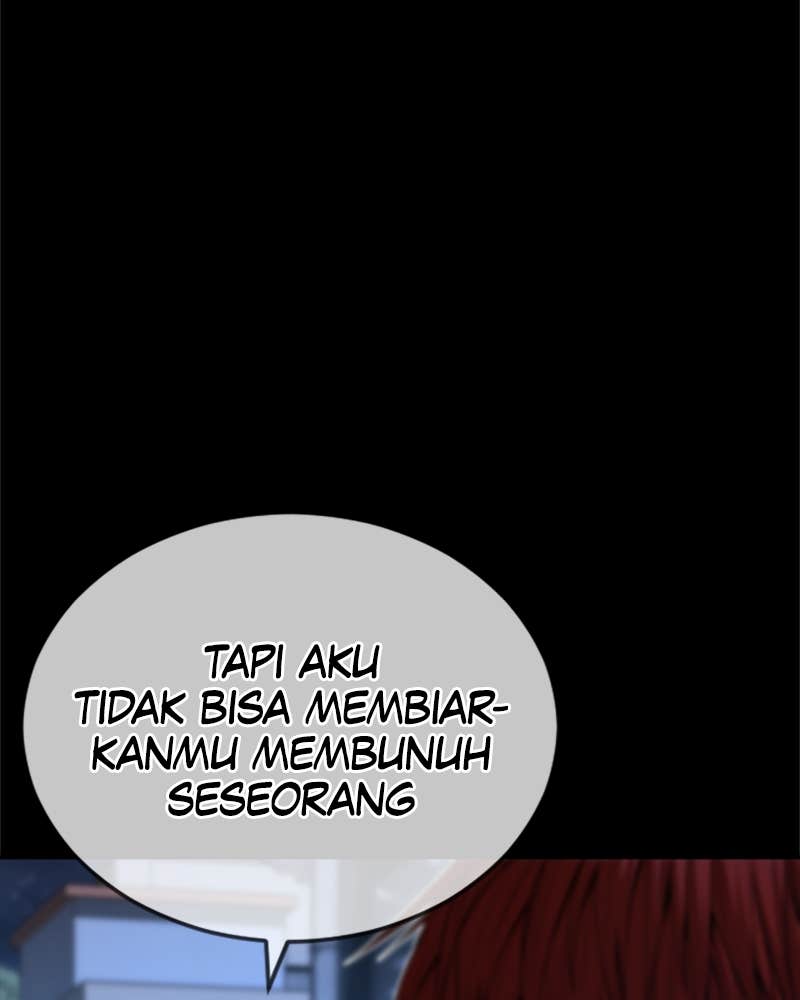 TAPI AKU
TIDAK BISA MEMBIAR-
KANMU MEMBUNUH
SESEORANG